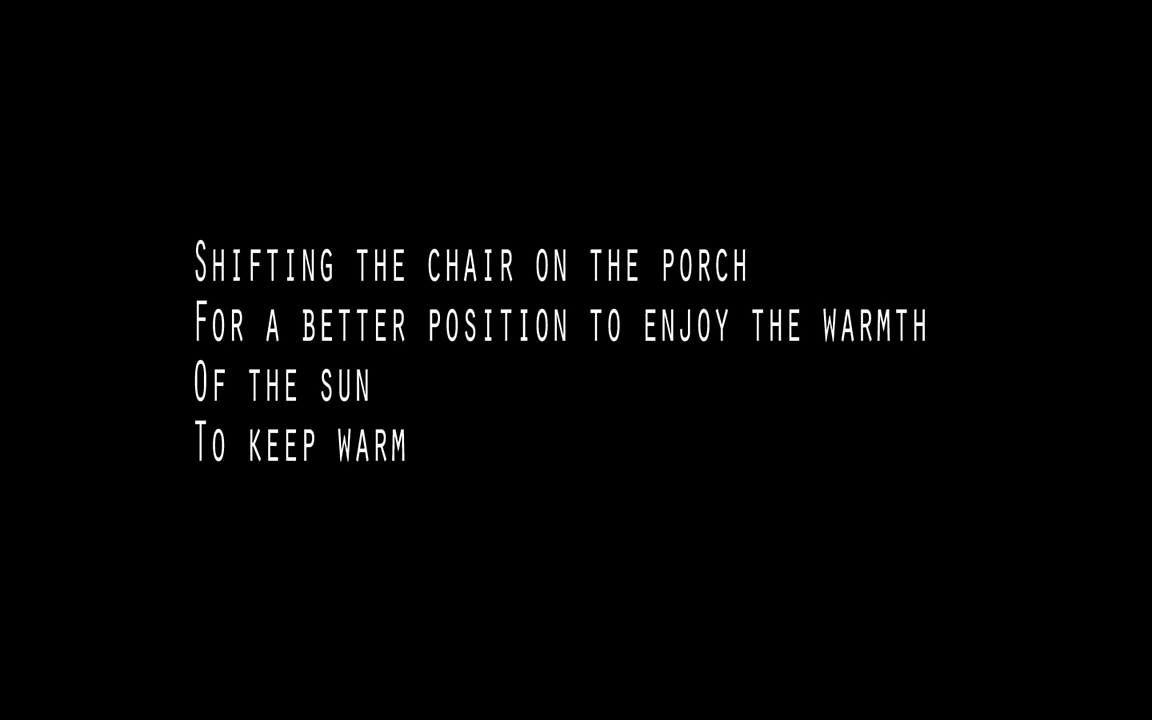 Shifting the chair on the porch
For a better position to enjoy the warmth
Of the sun
To keep warm